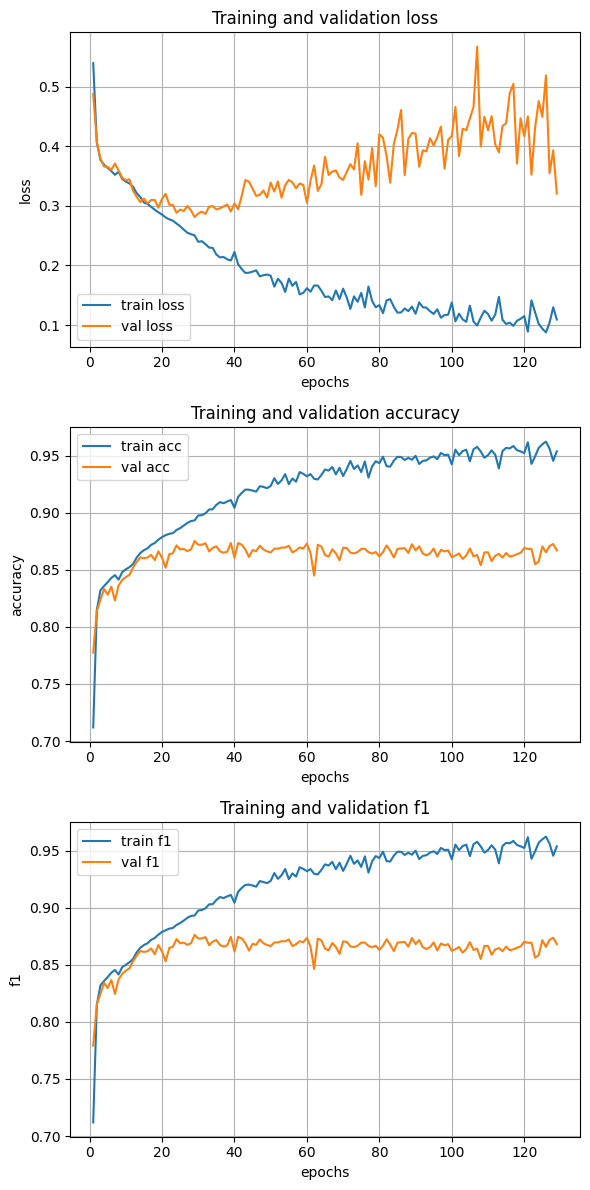 Training and validation loss
0.5
0.4
0.3
0.2
0.1
loss
train loss
val loss
0 20 40 60 80 100 120
epochs
Training and validation accuracy
train acc
val acc
0.95
0.90
0.85
0.80
0.75
0.70
accuracy
0 20 40 60 80 100 120
epochs
Training and validation f1
train f1
val f1
0.95
0.90
0.85
0.80
0.75
0.70
f1
0 20 40 60 80 100 120
epochs